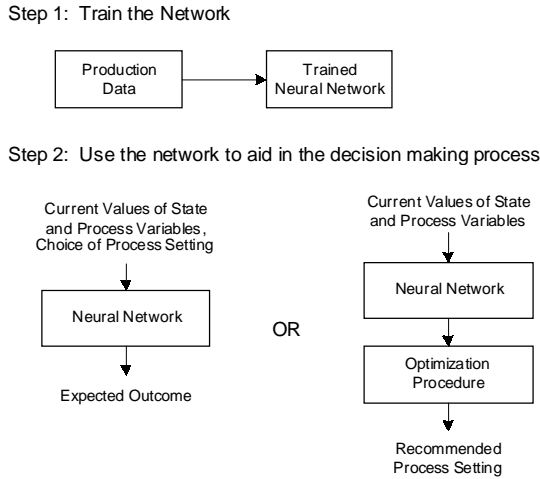 Step 1: Train the Network
Production
Data
Trained
Neural Network
Step 2: Use the network to aid in the decision making process
Current Values of State
and Process Variables,
Choice of Process Setting
Neural Network
Expected Outcome
OR
Current Values of State
and Process Variables
Neural Network
Optimization
Procedure
Recommended
Process Setting